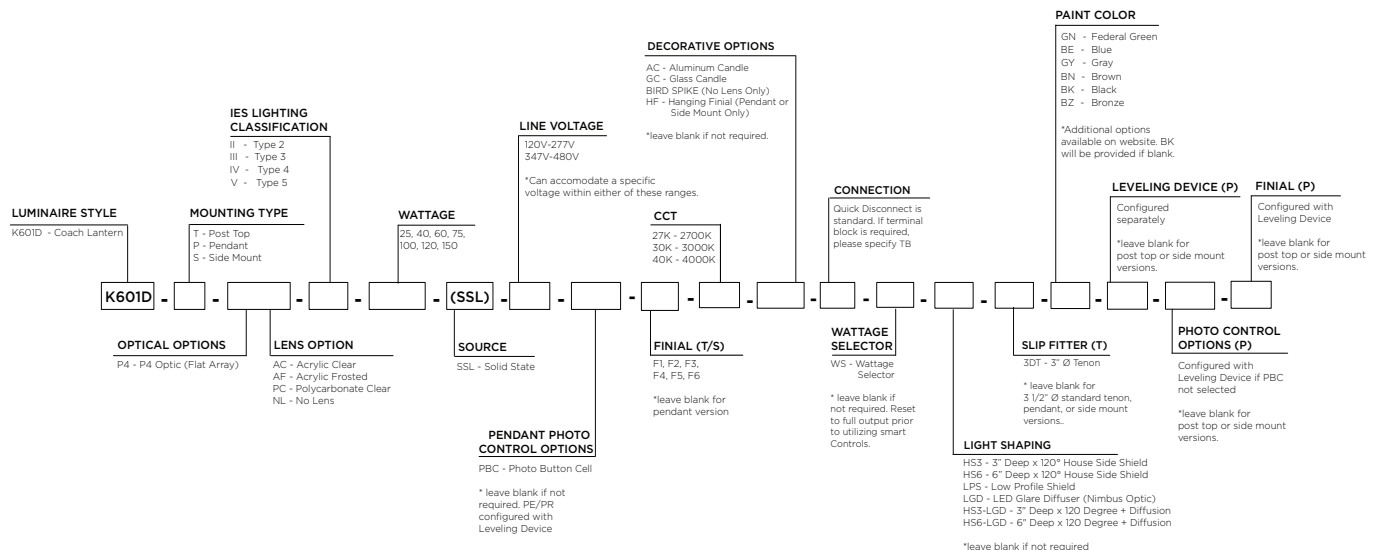 PAINT COLOR
GN - Federal Green
BE - Blue
GY - Gray
BN - Brown
BK - Black
BZ - Bronze
*Additional options
available on website. BK
will be provided if blank.
DECORATIVE OPTIONS
AC - Aluminum Candle
GC - Glass Candle
BIRD SPIKE (No Lens Only)
HF - Hanging Finial (Pendant or
Side Mount Only)
*leave blank if not required.
IES LIGHTING
CLASSIFICATION
II - Type 2
III - Type 3
IV - Type 4
V - Type 5
LINE VOLTAGE
120V-277V
347V-480V
*Can accomodate a specific
voltage within either of these ranges.
LUMINAIRE STYLE
K601D - Coach Lantern
MOUNTING TYPE
T - Post Top
P - Pendant
S - Side Mount
WATTAGE
25, 40, 60, 75,
100, 120, 150
CCT
27K - 2700K
30K - 3000K
40K - 4000K
CONNECTION
Quick Disconnect is
standard. If terminal
block is required,
please specify TB
LEVELING DEVICE (P)
Configured
separately
*leave blank for
post top or side mount
versions.
FINIAL (P)
Configured with
Leveling Device
*leave blank for
post top or side mount
versions.
K601D - - - - - (SSL) - - - - - - - - - - - - -
OPTICAL OPTIONS
P4 - P4 Optic (Flat Array)
LENS OPTION
AC - Acrylic Clear
AF - Acrylic Frosted
PC - Polycarbonate Clear
NL - No Lens
SOURCE
SSL - Solid State
PENDANT PHOTO
CONTROL OPTIONS
PBC - Photo Button Cell
* leave blank if not
required. PE/PR
configured with
Leveling Device
FINIAL (T/S)
F1, F2, F3,
F4, F5, F6
*leave blank for
pendant version
WATTAGE
SELECTOR
WS - Wattage
Selector
* leave blank if
not required. Reset
to full output prior
to utilizing smart
Controls.
LIGHT SHAPING
HS3 - 3" Deep x 120° House Side Shield
HS6 - 6" Deep x 120° House Side Shield
LPS - Low Profile Shield
LGD - LED Glare Diffuser (Nimbus Optic)
HS3-LGD - 3" Deep x 120 Degree + Diffusion
HS6-LGD - 6" Deep x 120 Degree + Diffusion
*leave blank if not required
SLIP FITTER (T)
3DT - 3" Ø Tenon
* leave blank for
3 1/2" Ø standard tenon,
pendant, or side mount
versions..
PHOTO CONTROL
OPTIONS (P)
Configured with
Leveling Device if PBC
not selected
*leave blank for
post top or side mount
versions.